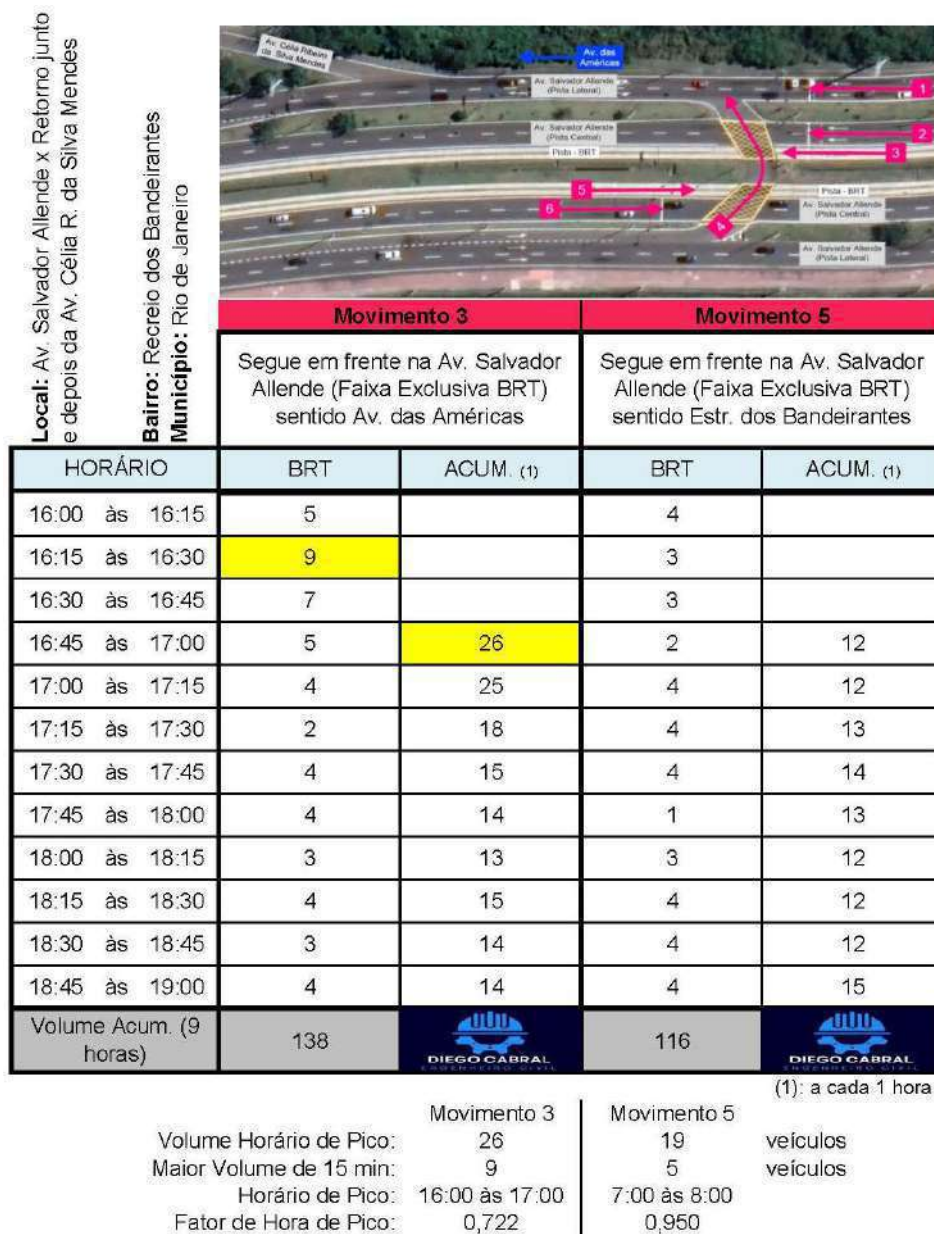 Local: Av. Salvador Allende x Retorno junto
e depois da Av. Célia R. da Silva Mendes
Bairro: Recreio dos Bandeirantes
Município: Rio de Janeiro
Av. Célia Ribeiro
da Silva Mendes
Av. das
Américas
Av. Salvador Allende
(Pista Lateral)
1
Av. Salvador Allende
(Pista Central)
2
Pista - BRT
3
5
Pista - BRT
6
Av. Salvador Allende
(Pista Central)
4
Av. Salvador Allende
(Pista Lateral)
Movimento 3 Movimento 5
Segue em frente na Av. Salvador
Allende (Faixa Exclusiva BRT)
sentido Av. das Américas
Segue em frente na Av. Salvador
Allende (Faixa Exclusiva BRT)
sentido Estr. dos Bandeirantes
HORÁRIO BRT ACUM. (1) BRT ACUM. (1)
16:00 às 16:15 5 4
16:15 às 16:30 9 3
16:30 às 16:45 7 3
16:45 às 17:00 5 26 2 12
17:00 às 17:15 4 25 4 12
17:15 às 17:30 2 18 4 13
17:30 às 17:45 4 15 4 14
17:45 às 18:00 4 14 1 13
18:00 às 18:15 3 13 3 12
18:15 às 18:30 4 15 4 12
18:30 às 18:45 3 14 4 12
18:45 às 19:00 4 14 4 15
Volume Acum. (9
horas)
138
DIEGO CABRAL
ENGENHEIRO CIVIL
116
DIEGO CABRAL
ENGENHEIRO CIVIL
(1): a cada 1 hora
Movimento 3 Movimento 5
Volume Horário de Pico: 26 19 veículos
Maior Volume de 15 min: 9 5 veículos
Horário de Pico: 16:00 às 17:00 7:00 às 8:00
Fator de Hora de Pico: 0,722 0,950